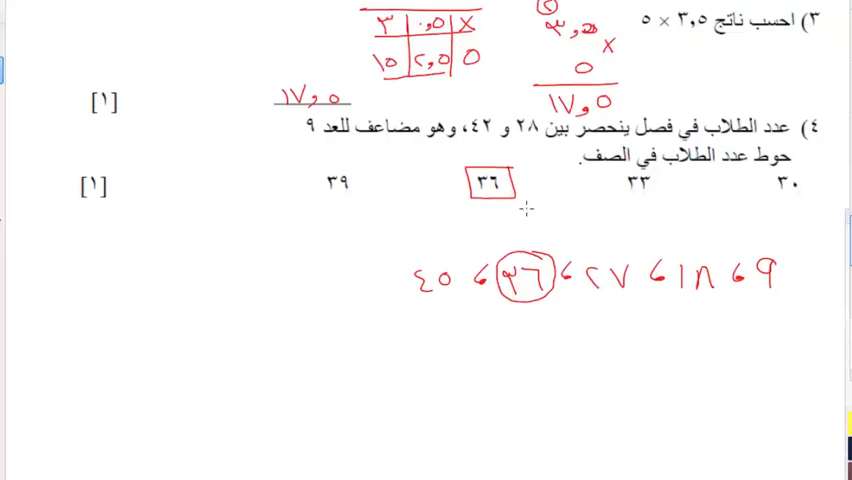 ٣) احسب ناتج ٣,٥ × ٥
× ٠,٥ ٣
٥ ٢,٥ ١٥
٢
٣,٥
×
٥
١٧,٥
١٧,٥
[١]
٤) عدد الطلاب في فصل ينحصر بين ٢٨ و ٤٢، وهو مضاعف للعدد ٩
حوط عدد الطلاب في الصف.
٣٠ ٣٣ ٣٦ ٣٩ [١]
٩ ، ١٨ ، ٢٧ ، ٣٦ ، ٤٥